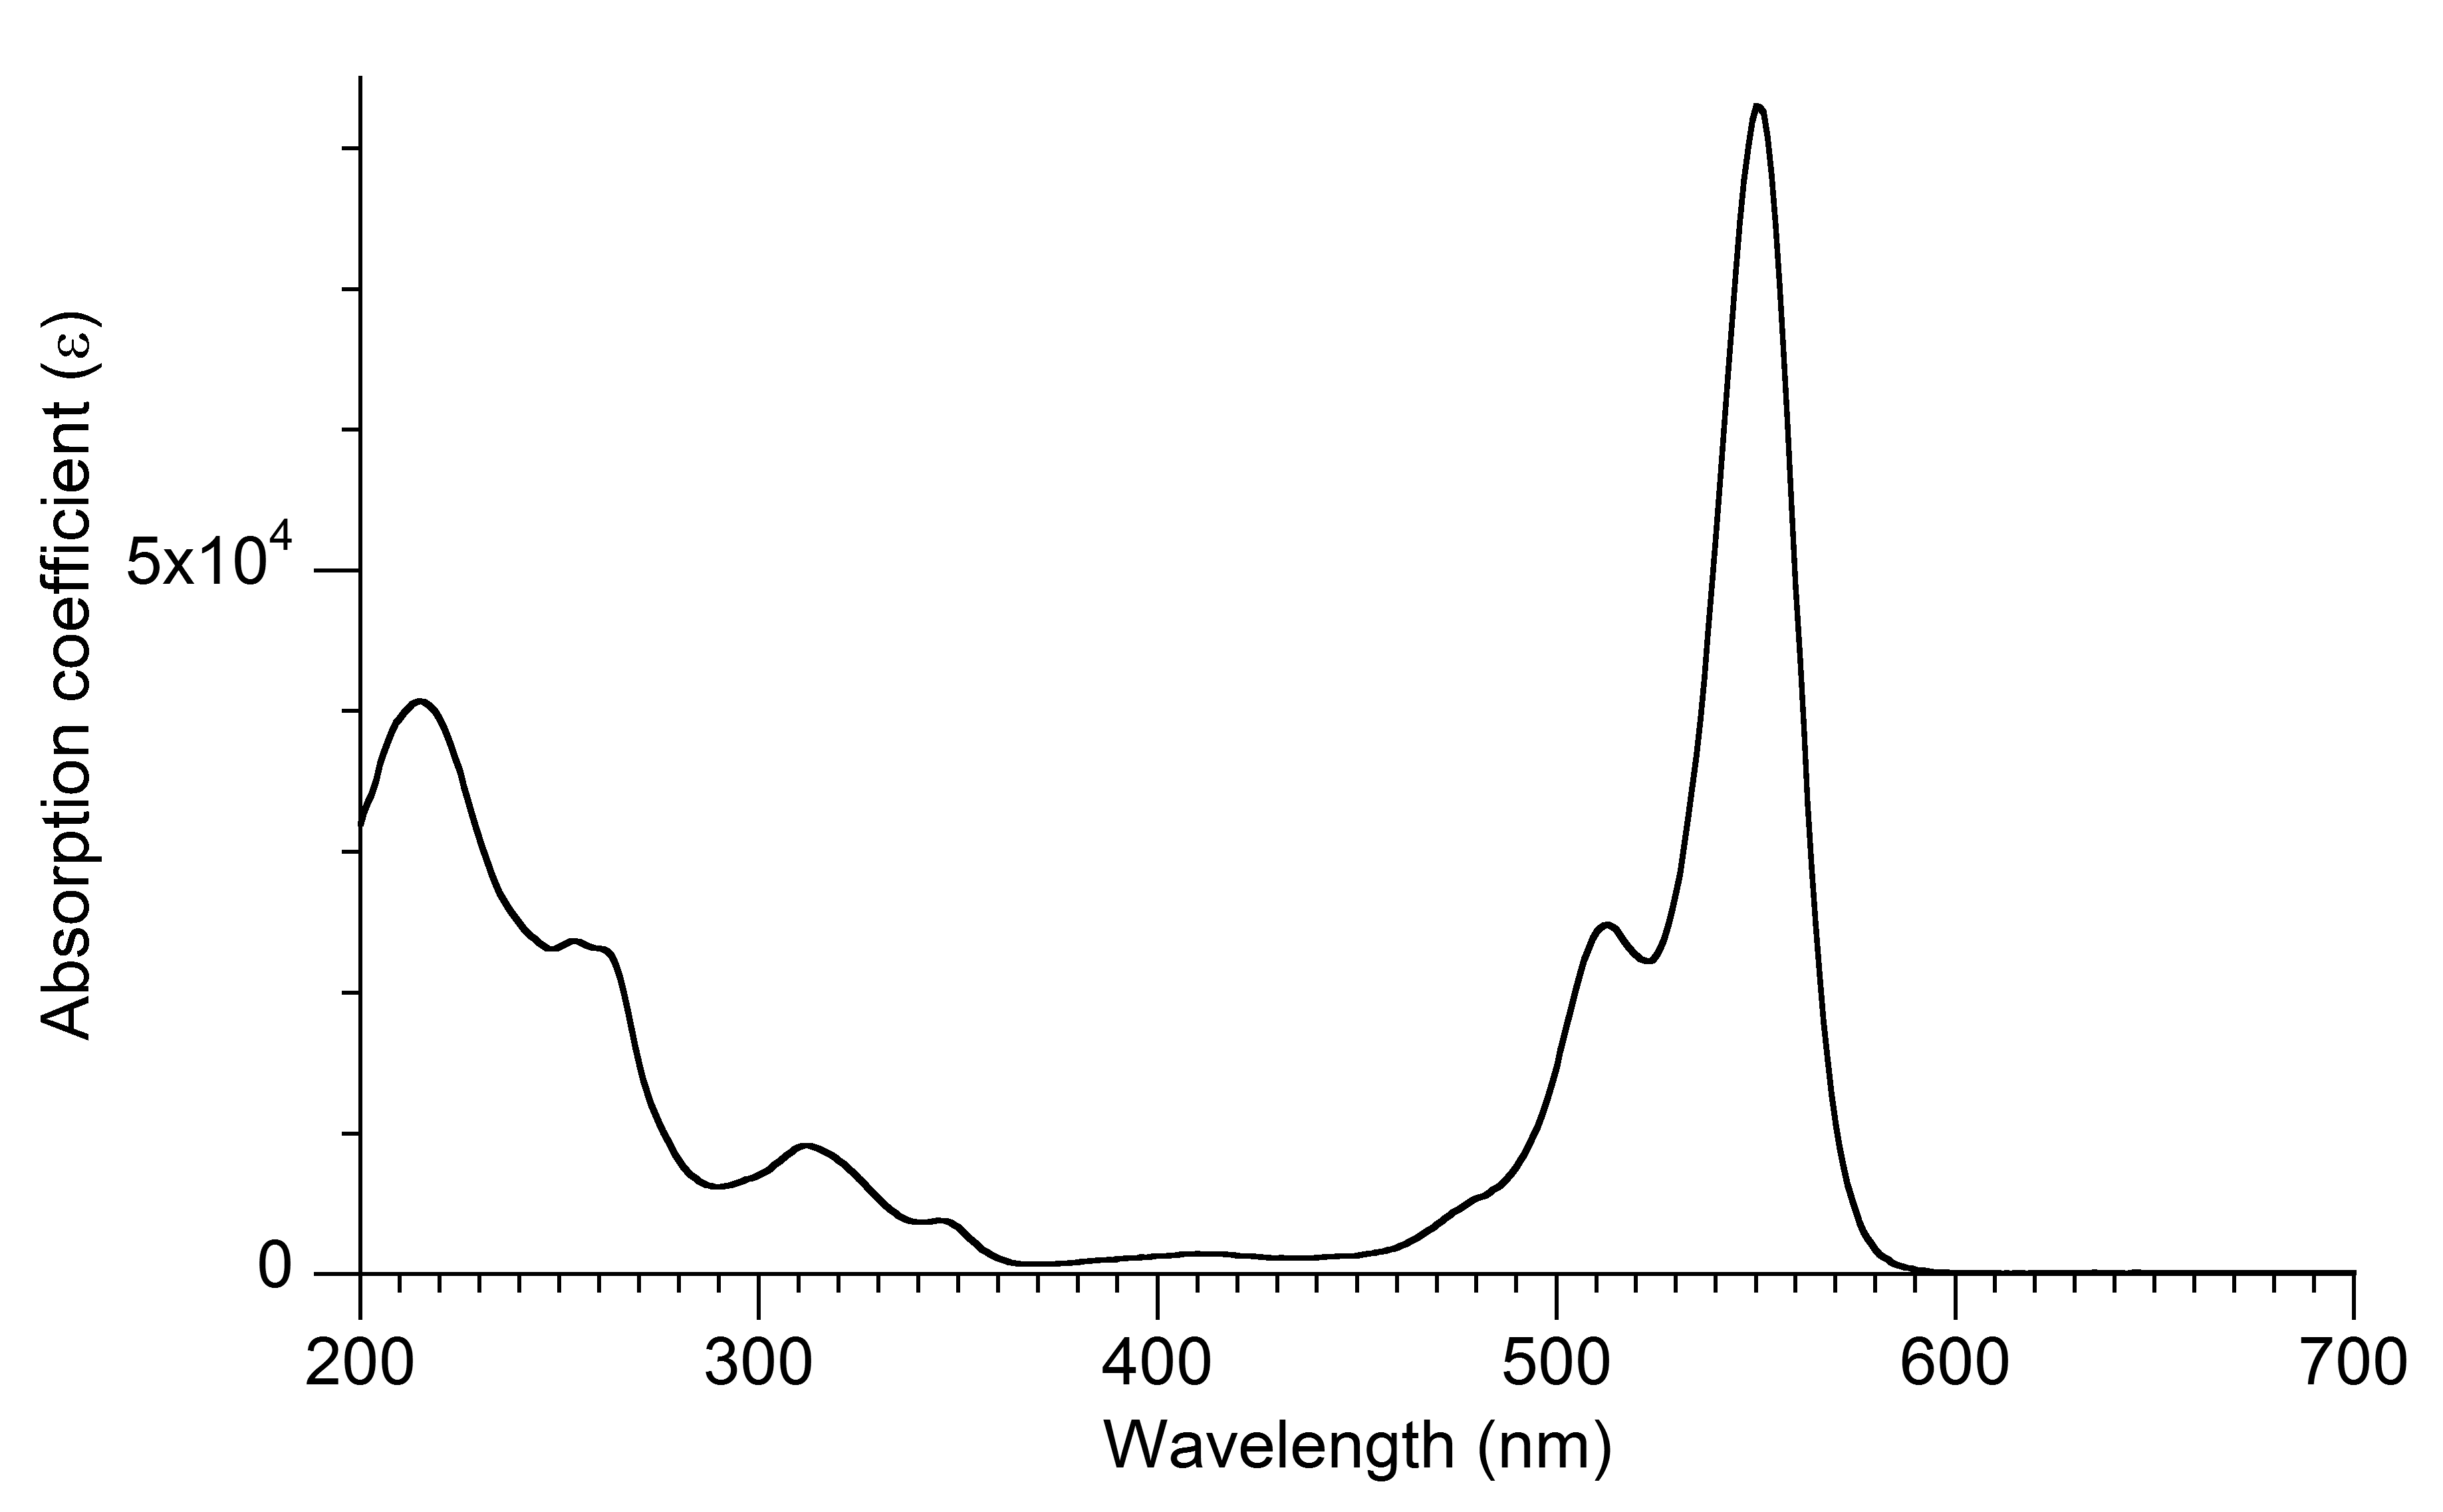 Absorption coefficient (ε)
5x10⁴
0
200 300 400 500 600 700
Wavelength (nm)